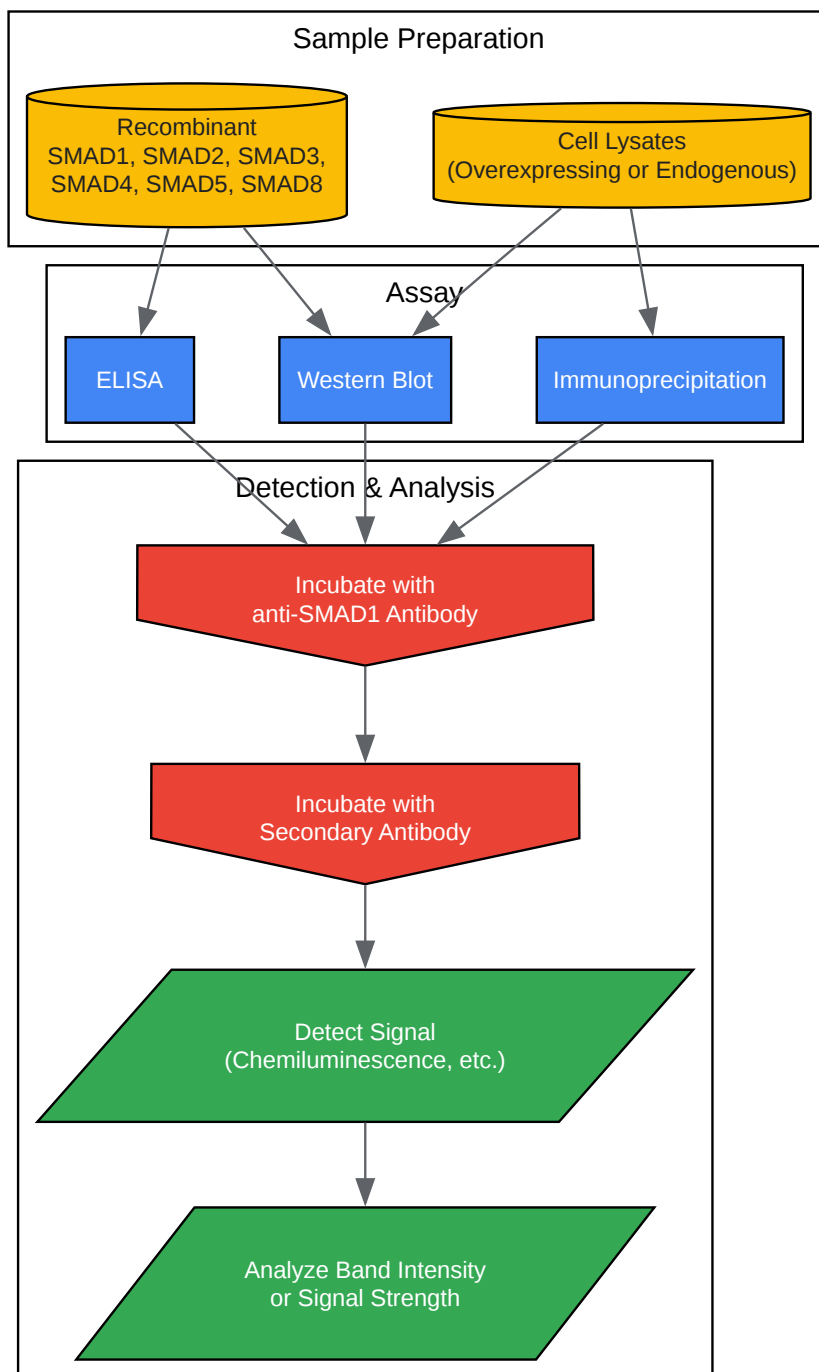 Sample Preparation
Recombinant
SMAD1, SMAD2, SMAD3,
SMAD4, SMAD5, SMAD8
Cell Lysates
(Overexpressing or Endogenous)
Assay
ELISA
Western Blot
Immunoprecipitation
Detection & Analysis
Incubate with
anti-SMAD1 Antibody
Incubate with
Secondary Antibody
Detect Signal
(Chemiluminescence, etc.)
Analyze Band Intensity
or Signal Strength